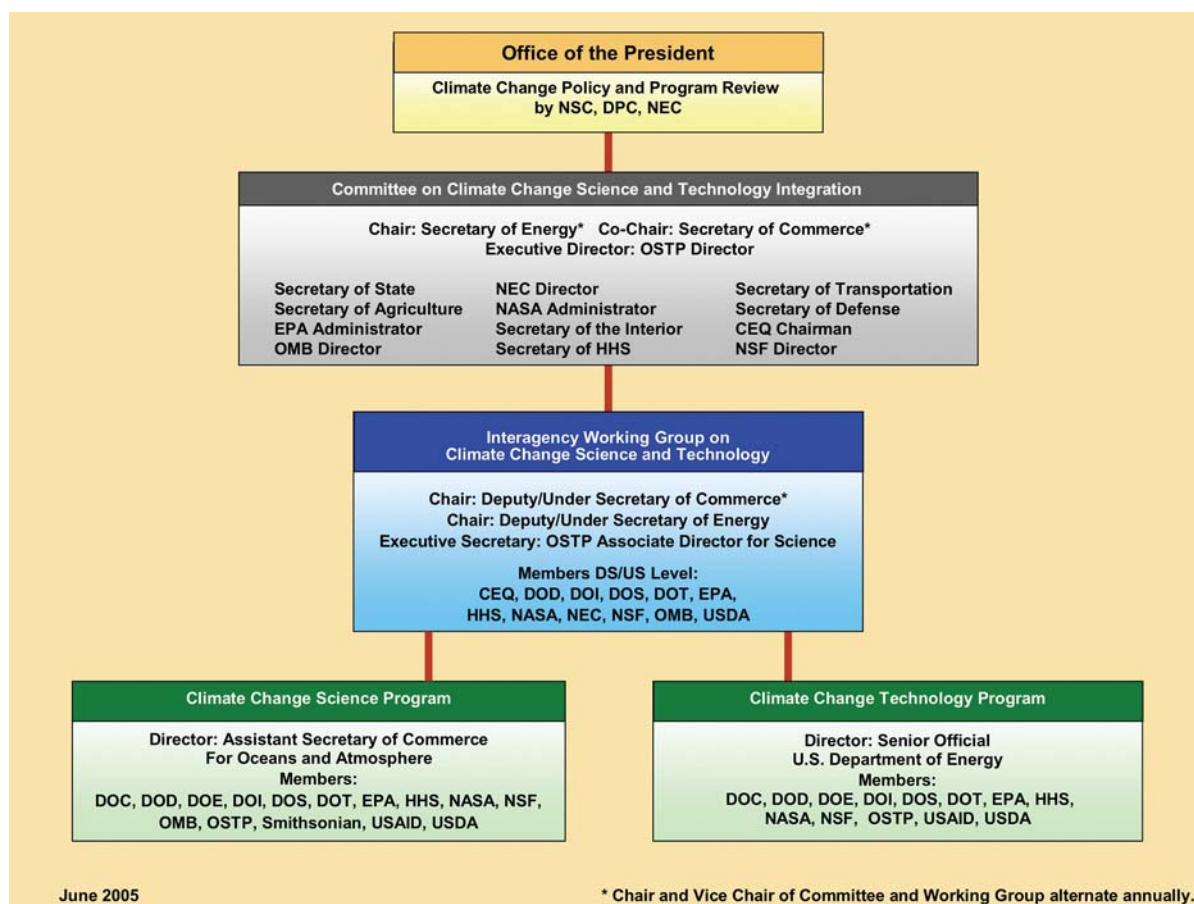 Office of the President
Climate Change Policy and Program Review
by NSC, DPC, NEC
Committee on Climate Change Science and Technology Integration
Chair: Secretary of Energy* Co-Chair: Secretary of Commerce*
Executive Director: OSTP Director
Secretary of State
Secretary of Agriculture
EPA Administrator
OMB Director
NEC Director
NASA Administrator
Secretary of the Interior
Secretary of HHS
Secretary of Transportation
Secretary of Defense
CEQ Chairman
NSF Director
Interagency Working Group on
Climate Change Science and Technology
Chair: Deputy/Under Secretary of Commerce*
Chair: Deputy/Under Secretary of Energy
Executive Secretary: OSTP Associate Director for Science
Members DS/US Level:
CEQ, DOD, DOI, DOS, DOT, EPA,
HHS, NASA, NEC, NSF, OMB, USDA
Climate Change Science Program
Director: Assistant Secretary of Commerce
For Oceans and Atmosphere
Members:
DOC, DOD, DOE, DOI, DOS, DOT, EPA, HHS, NASA, NSF,
OMB, OSTP, Smithsonian, USAID, USDA
Climate Change Technology Program
Director: Senior Official
U.S. Department of Energy
Members:
DOC, DOD, DOE, DOI, DOS, DOT, EPA, HHS,
NASA, NSF, OSTP, USAID, USDA
June 2005
* Chair and Vice Chair of Committee and Working Group alternate annually.